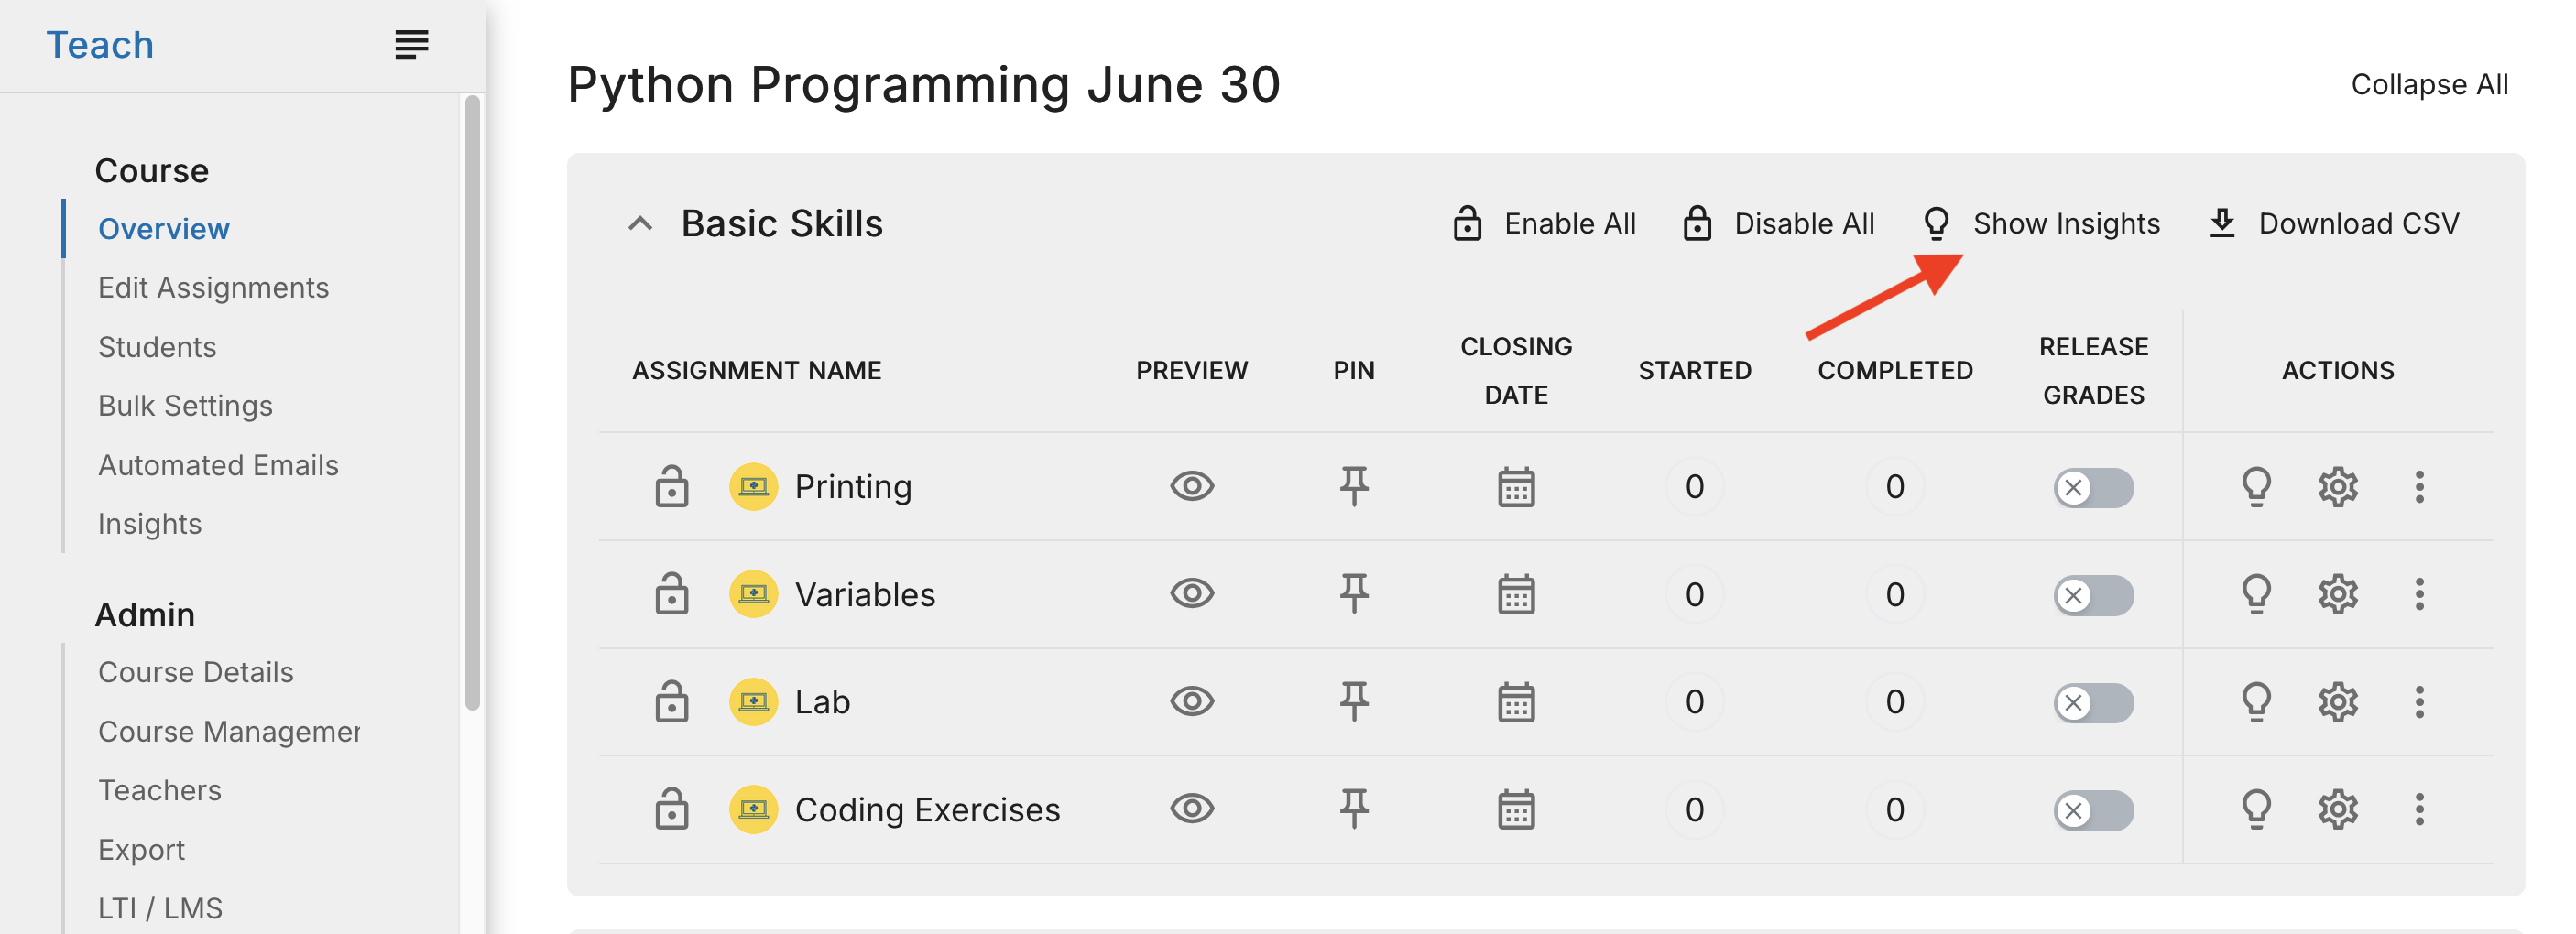 Teach
Course
Overview
Edit Assignments
Students
Bulk Settings
Automated Emails
Insights
Admin
Course Details
Course Managemen
Teachers
Export
LTI / LMS
Python Programming June 30
Collapse All
Basic Skills
Enable All
Disable All
Show Insights
Download CSV
ASSIGNMENT NAME PREVIEW PIN CLOSING DATE STARTED COMPLETED RELEASE GRADES ACTIONS
Printing 0 0
Variables 0 0
Lab 0 0
Coding Exercises 0 0